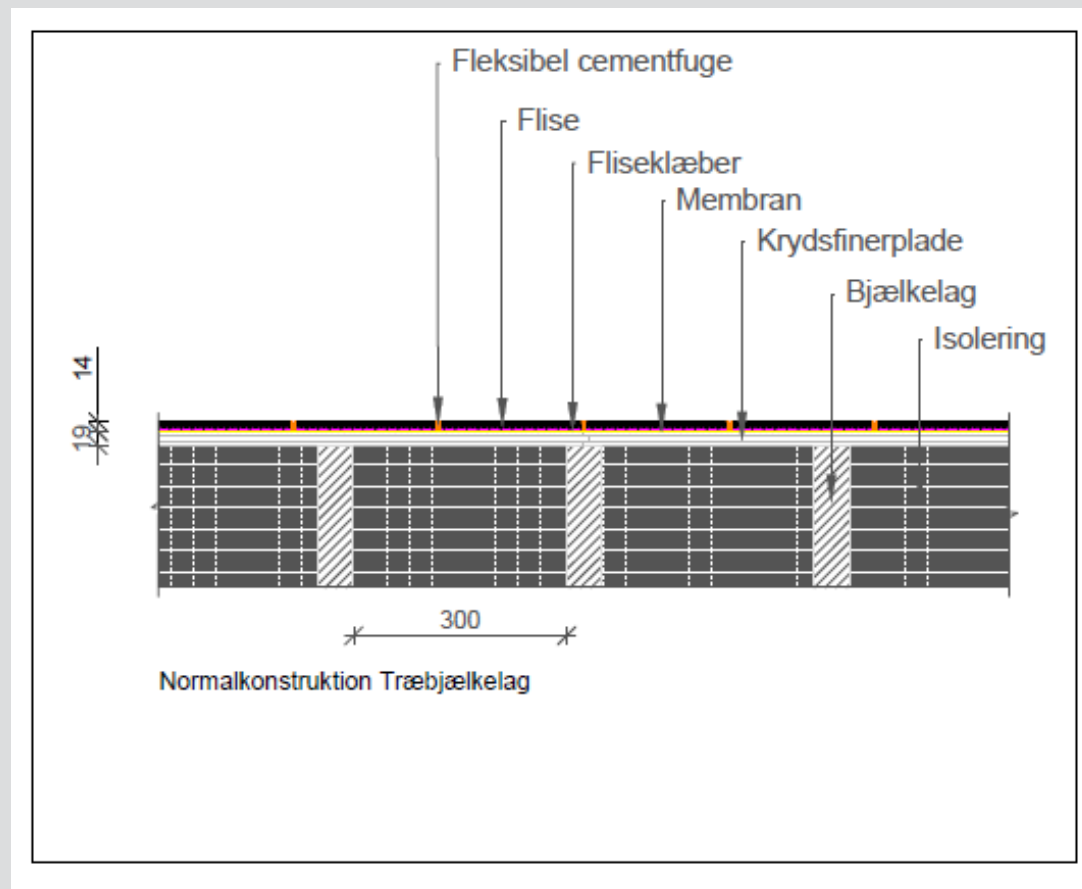 Fleksibel cementfuge
Flise
Fliseklæber
Membran
Krydsfinerplade
Bjælkelag
Isolering
14
19
300
Normalkonstruktion Træbjælkelag